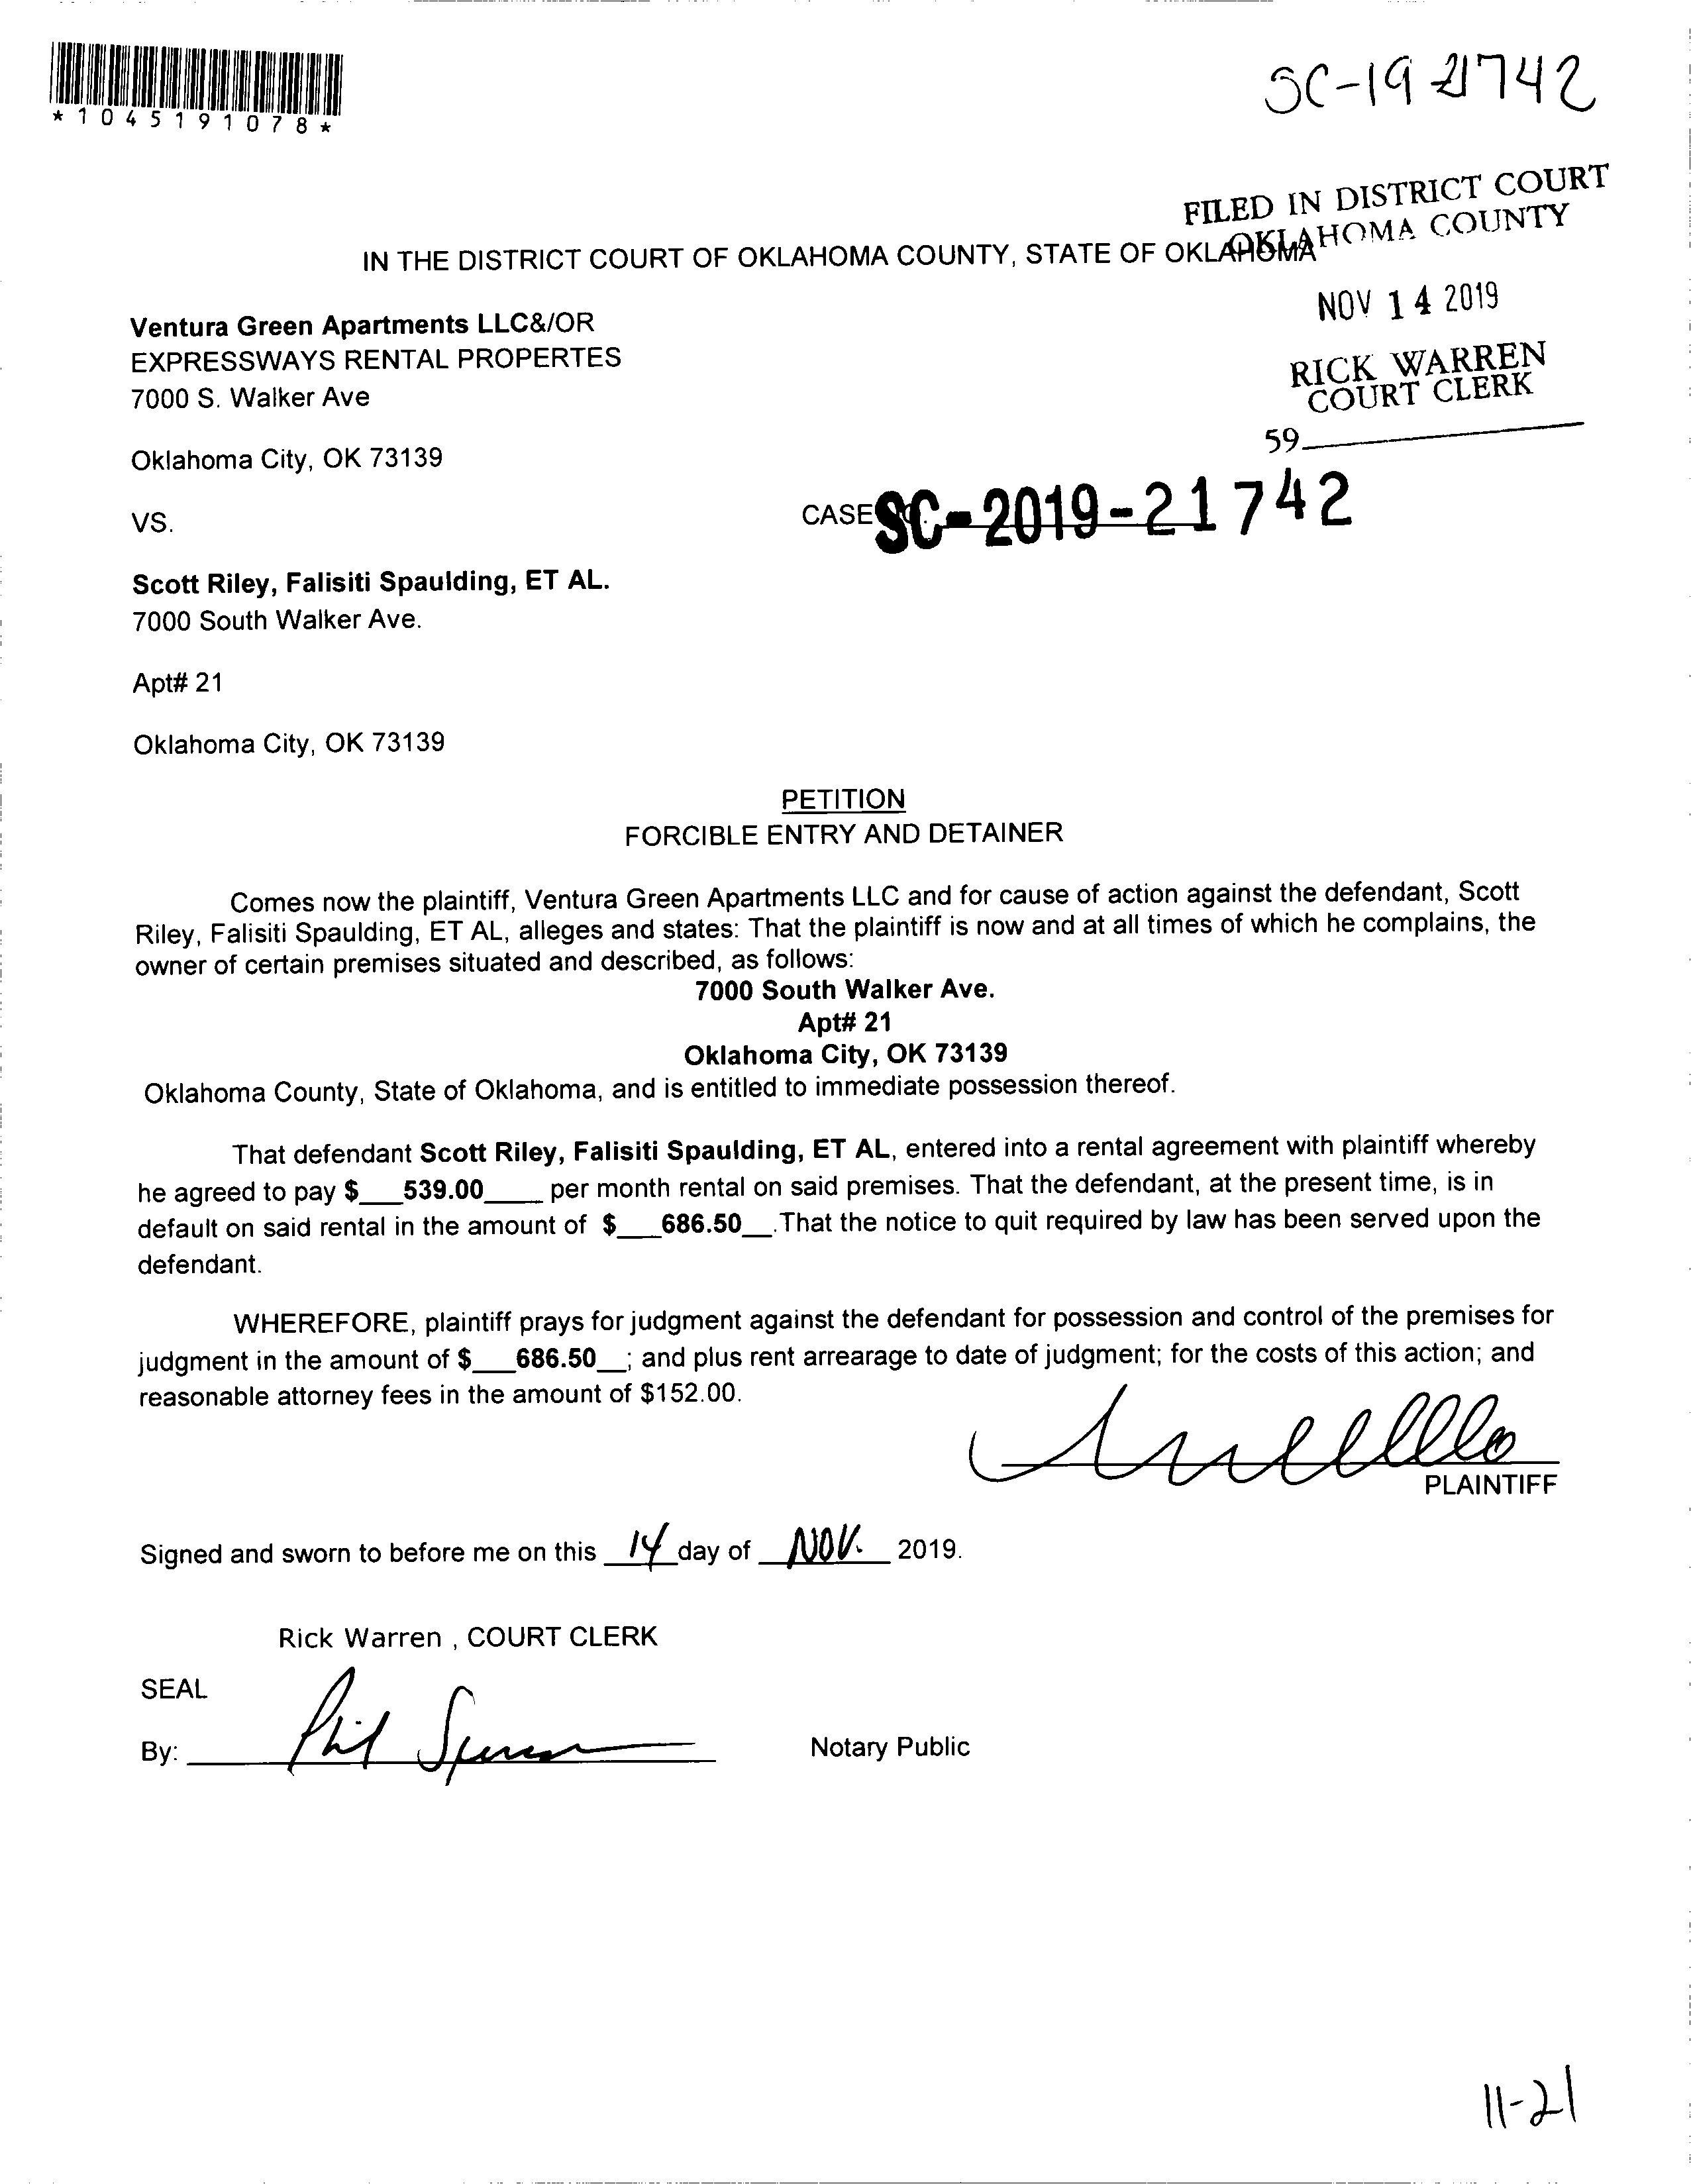 SC-19 21742
*1045191078*
FILED IN DISTRICT COURT
OKLAHOMA COUNTY
IN THE DISTRICT COURT OF OKLAHOMA COUNTY, STATE OF OKLAHOMA
NOV 14 2019
Ventura Green Apartments LLC&/OR
EXPRESSWAYS RENTAL PROPERTES
RICK WARREN
COURT CLERK
7000 S. Walker Ave
59
Oklahoma City, OK 73139
VS.
CASE SC-2019-21742
Scott Riley, Falisiti Spaulding, ET AL.
7000 South Walker Ave.
Apt# 21
Oklahoma City, OK 73139
PETITION
FORCIBLE ENTRY AND DETAINER
Comes now the plaintiff, Ventura Green Apartments LLC and for cause of action against the defendant, Scott
Riley, Falisiti Spaulding, ET AL, alleges and states: That the plaintiff is now and at all times of which he complains, the
owner of certain premises situated and described, as follows:
7000 South Walker Ave.
Apt# 21
Oklahoma City, OK 73139
Oklahoma County, State of Oklahoma, and is entitled to immediate possession thereof.
That defendant Scott Riley, Falisiti Spaulding, ET AL, entered into a rental agreement with plaintiff whereby
he agreed to pay $___539.00____ per month rental on said premises. That the defendant, at the present time, is in
default on said rental in the amount of $___686.50__.That the notice to quit required by law has been served upon the
defendant.
WHEREFORE, plaintiff prays for judgment against the defendant for possession and control of the premises for
judgment in the amount of $___686.50__; and plus rent arrearage to date of judgment; for the costs of this action; and
reasonable attorney fees in the amount of $152.00.
PLAINTIFF
Signed and sworn to before me on this 14 day of NOV. 2019.
Rick Warren , COURT CLERK
SEAL
By: Phil
Notary Public
11-21